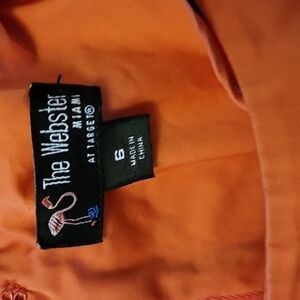 The Webster
MIAMI
AT TARGET®
6
MADE IN
CHINA